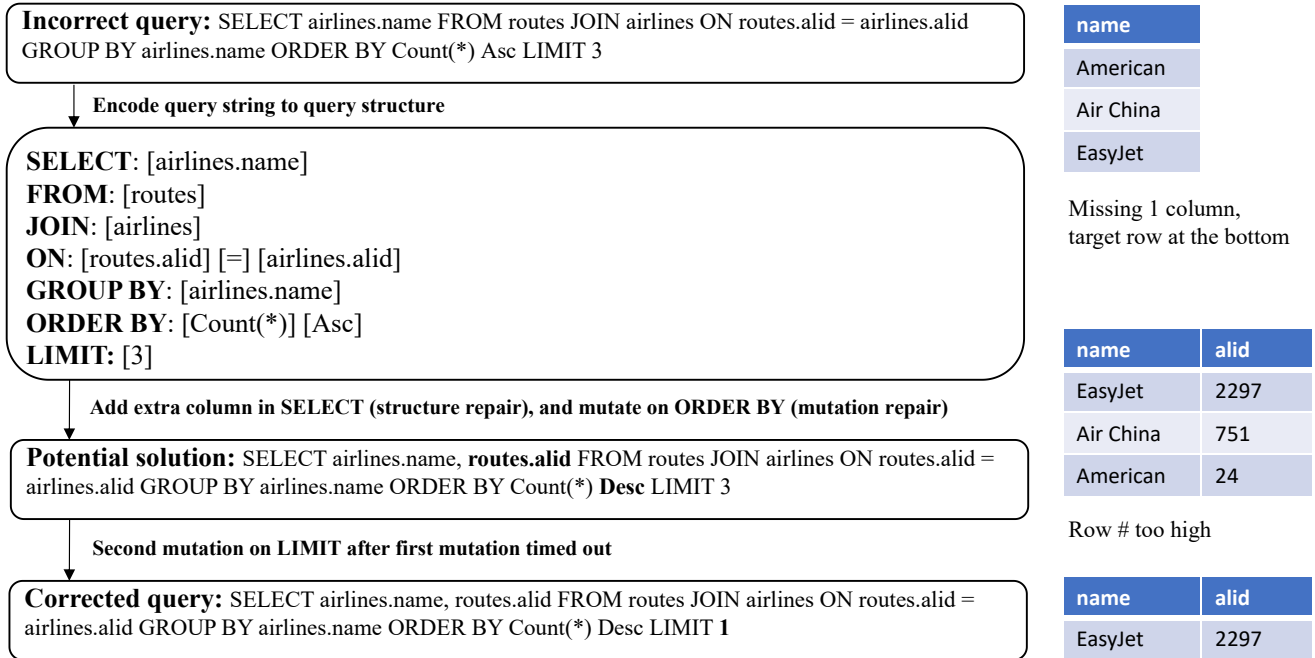 Incorrect query: SELECT airlines.name FROM routes JOIN airlines ON routes.alid = airlines.alid
GROUP BY airlines.name ORDER BY Count(*) Asc LIMIT 3
Encode query string to query structure
SELECT: [airlines.name]
FROM: [routes]
JOIN: [airlines]
ON: [routes.alid] [=] [airlines.alid]
GROUP BY: [airlines.name]
ORDER BY: [Count(*)] [Asc]
LIMIT: [3]
Add extra column in SELECT (structure repair), and mutate on ORDER BY (mutation repair)
Potential solution: SELECT airlines.name, routes.alid FROM routes JOIN airlines ON routes.alid =
airlines.alid GROUP BY airlines.name ORDER BY Count(*) Desc LIMIT 3
Second mutation on LIMIT after first mutation timed out
Corrected query: SELECT airlines.name, routes.alid FROM routes JOIN airlines ON routes.alid =
airlines.alid GROUP BY airlines.name ORDER BY Count(*) Desc LIMIT 1
name
American
Air China
EasyJet
Missing 1 column,
target row at the bottom
name alid
EasyJet 2297
Air China 751
American 24
Row # too high
name alid
EasyJet 2297